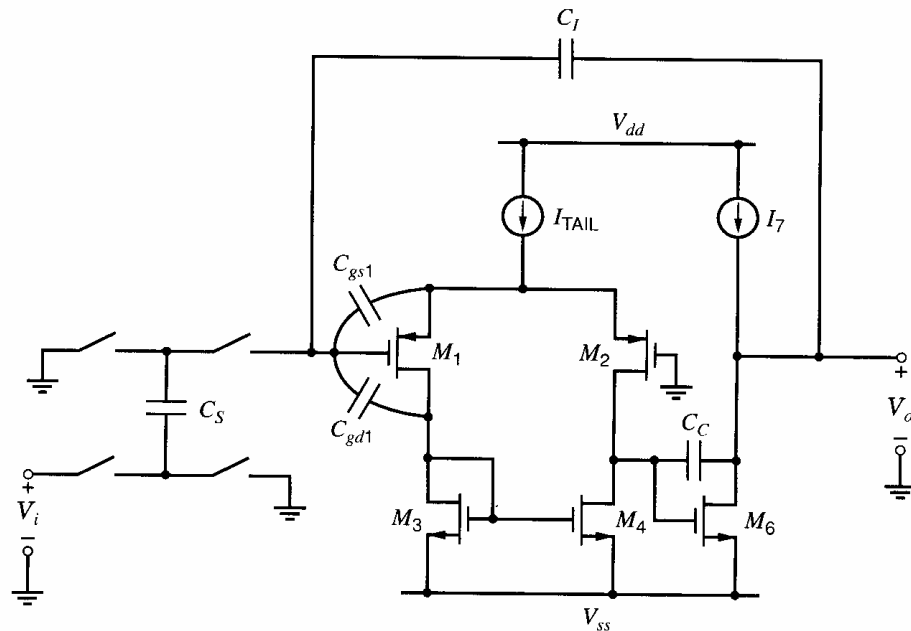 C_I
V_dd
I_TAIL
I_7
C_gs1
M_1
M_2
C_S
C_gd1
C_C
+
V_o
−
+
V_i
−
M_3
M_4
M_6
V_ss